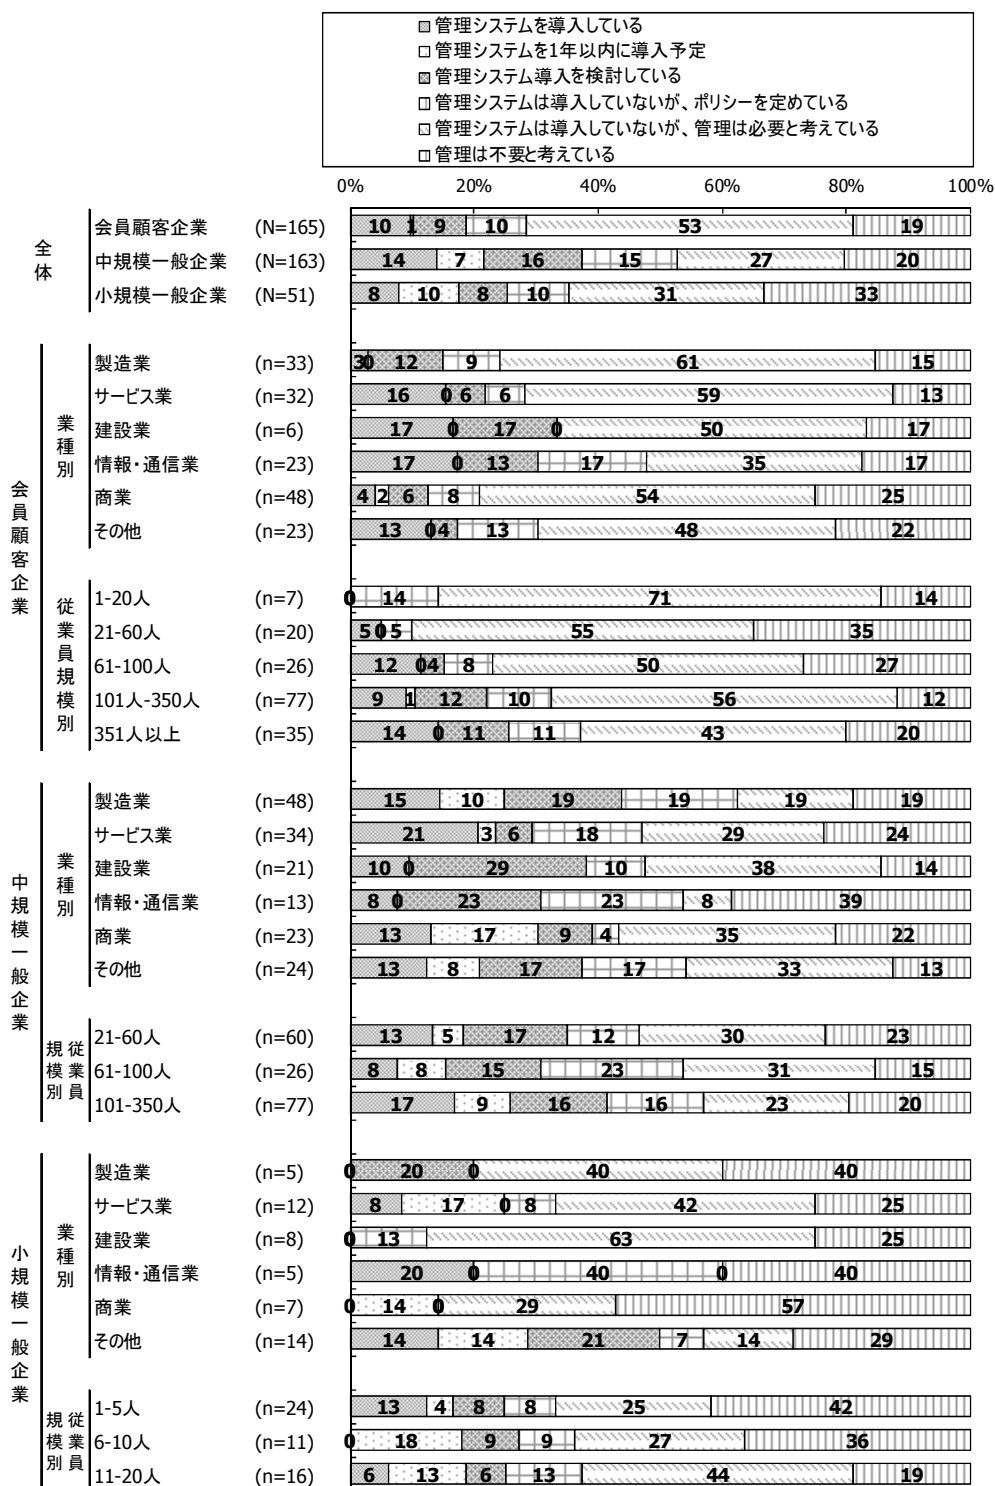 管理システムを導入している
管理システムを1年以内に導入予定
管理システム導入を検討している
管理システムは導入していないが、ポリシーを定めている
管理システムは導入していないが、管理は必要と考えている
管理は不要と考えている
0% 20% 40% 60% 80% 100%
全体
会員顧客企業 (N=165) 10 1 9 10 53 19
中規模一般企業 (N=163) 14 7 16 15 27 20
小規模一般企業 (N=51) 8 10 8 10 31 33
会員顧客企業
業種別
製造業 (n=33) 3 0 12 9 61 15
サービス業 (n=32) 16 0 6 6 59 13
建設業 (n=6) 17 0 17 0 50 17
情報・通信業 (n=23) 17 0 13 17 35 17
商業 (n=48) 4 2 6 8 54 25
その他 (n=23) 13 0 4 13 48 22
従業員規模別
1-20人 (n=7) 0 14 71 14
21-60人 (n=20) 5 0 5 55 35
61-100人 (n=26) 12 0 4 8 50 27
101人-350人 (n=77) 9 1 12 10 56 12
351人以上 (n=35) 14 0 11 11 43 20
中規模一般企業
業種別
製造業 (n=48) 15 10 19 19 19 19
サービス業 (n=34) 21 3 6 18 29 24
建設業 (n=21) 10 0 29 10 38 14
情報・通信業 (n=13) 8 0 23 23 8 39
商業 (n=23) 13 17 9 4 35 22
その他 (n=24) 13 8 17 17 33 13
従業員規模別
21-60人 (n=60) 13 5 17 12 30 23
61-100人 (n=26) 8 8 15 23 31 15
101-350人 (n=77) 17 9 16 16 23 20
小規模一般企業
業種別
製造業 (n=5) 0 20 0 40 40
サービス業 (n=12) 8 17 0 8 42 25
建設業 (n=8) 0 13 63 25
情報・通信業 (n=5) 20 0 40 0 40
商業 (n=7) 0 14 0 29 57
その他 (n=14) 14 14 21 7 14 29
従業員規模別
1-5人 (n=24) 13 4 8 8 25 42
6-10人 (n=11) 0 18 9 9 27 36
11-20人 (n=16) 6 13 6 13 44 19